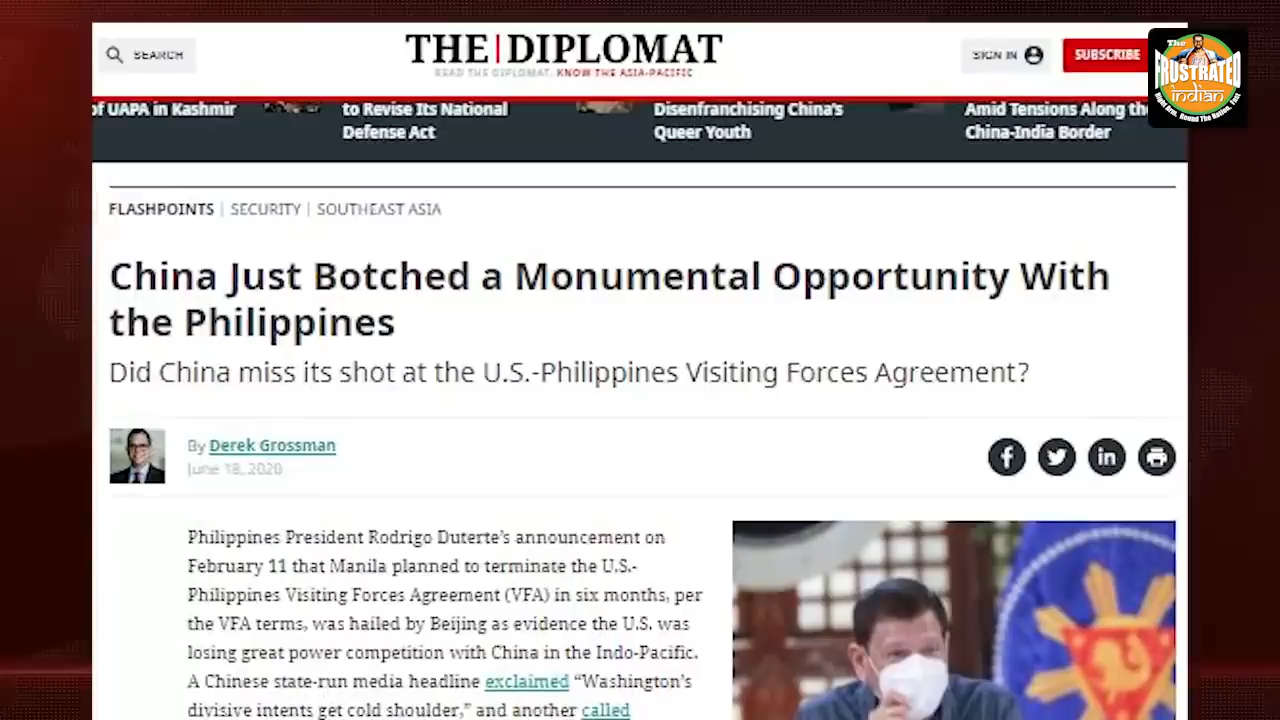 SEARCH
THE|DIPLOMAT
READ THE DIPLOMAT, KNOW THE ASIA-PACIFIC
SIGN IN
SUBSCRIBE
The
FRUSTRATED
indian
of UAPA in Kashmir
to Revise Its National
Defense Act
Disenfranchising China's
Queer Youth
Amid Tensions Along the
China-India Border
FLASHPOINTS | SECURITY | SOUTHEAST ASIA
China Just Botched a Monumental Opportunity With
the Philippines
Did China miss its shot at the U.S.-Philippines Visiting Forces Agreement?
By Derek Grossman
June 18, 2020
Philippines President Rodrigo Duterte's announcement on
February 11 that Manila planned to terminate the U.S.-
Philippines Visiting Forces Agreement (VFA) in six months, per
the VFA terms, was hailed by Beijing as evidence the U.S. was
losing great power competition with China in the Indo-Pacific.
A Chinese state-run media headline exclaimed “Washington's
divisive intents get cold shoulder,” and another called